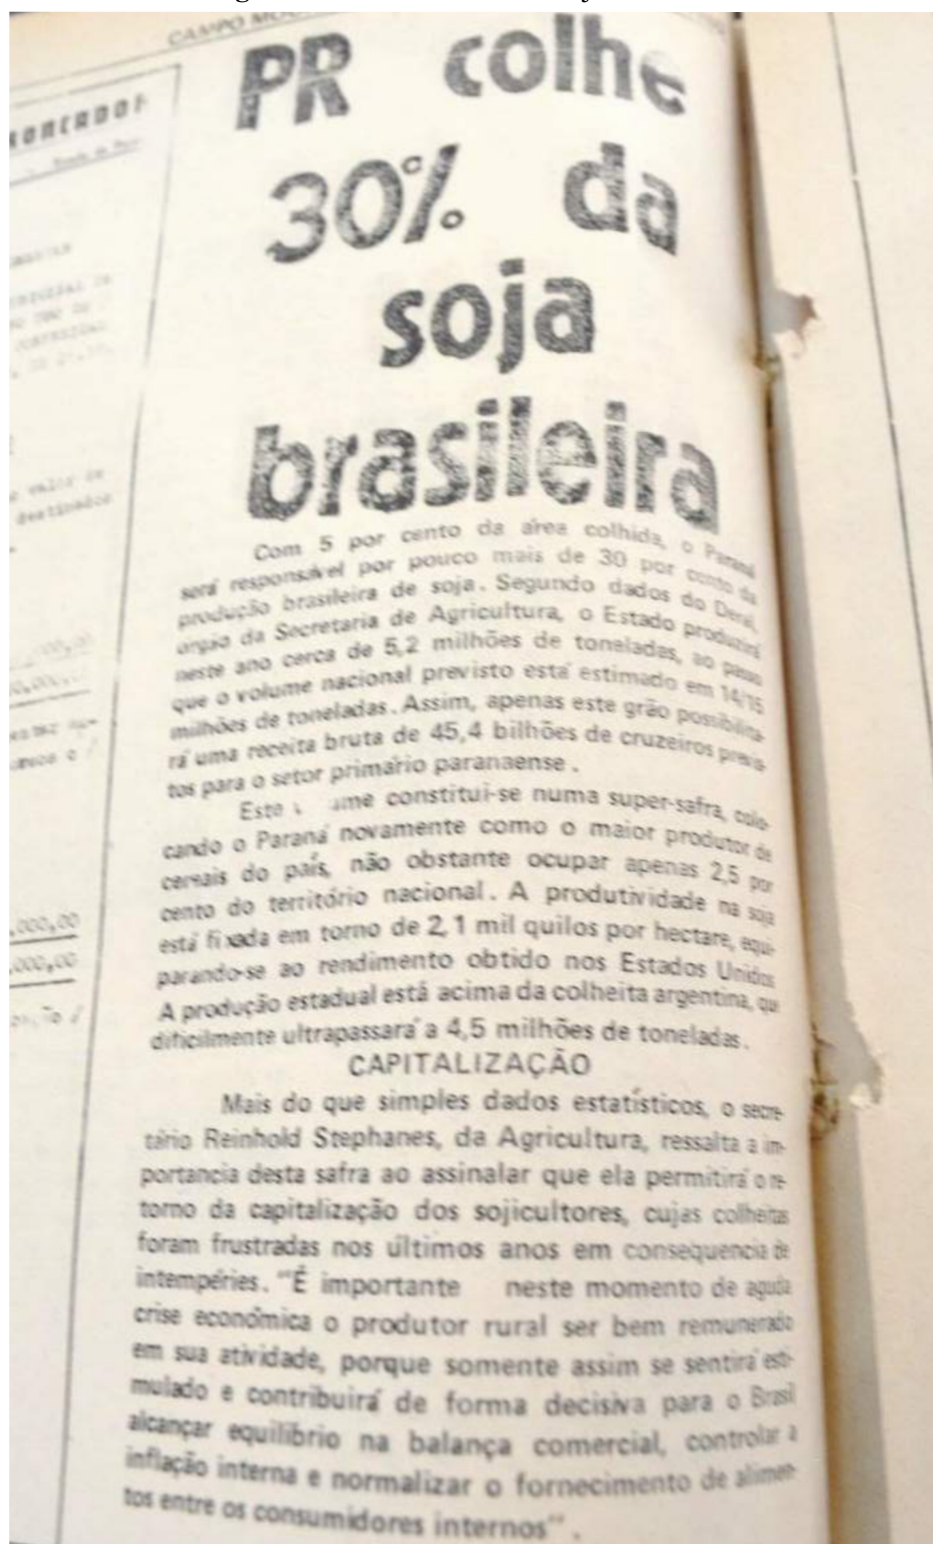 CAMPO
PR colhe
30% da
soja
brasileira
Com 5 por cento da área colhida, o Paraná
será responsável por pouco mais de 30 por cento da
produção brasileira de soja. Segundo dados do Deral,
orgão da Secretaria de Agricultura, o Estado produzirá
neste ano cerca de 5,2 milhões de toneladas, ao passo
que o volume nacional previsto está estimado em 14/15
milhões de toneladas. Assim, apenas este grão possibilita-
rá uma receita bruta de 45,4 bilhões de cruzeiros previs-
tos para o setor primário paranaense.
Este ume constitui-se numa super-safra, colo-
cando o Paraná novamente como o maior produtor de
cereais do país, não obstante ocupar apenas 2,5 por
cento do território nacional. A produtividade na soja
está fixada em torno de 2,1 mil quilos por hectare, equi-
parando-se ao rendimento obtido nos Estados Unidos
A produção estadual está acima da colheita argentina, qu
dificilmente ultrapassará a 4,5 milhões de toneladas.
CAPITALIZAÇÃO
Mais do que simples dados estatísticos, o secre-
tário Reinhold Stephanes, da Agricultura, ressalta a im-
portancia desta safra ao assinalar que ela permitirá o re-
torno da capitalização dos sojicultores, cujas colheitas
foram frustradas nos últimos anos em consequencia de
intempéries. "É importante neste momento de aguda
crise econômica o produtor rural ser bem remunerado
em sua atividade, porque somente assim se sentirá esti-
mulado e contribuirá de forma decisiva para o Brasil
alcançar equilíbrio na balança comercial, controlar a
inflação interna e normalizar o fornecimento de alimen-
tos entre os consumidores internos".
valor de
destinados
,000,00
,000,00